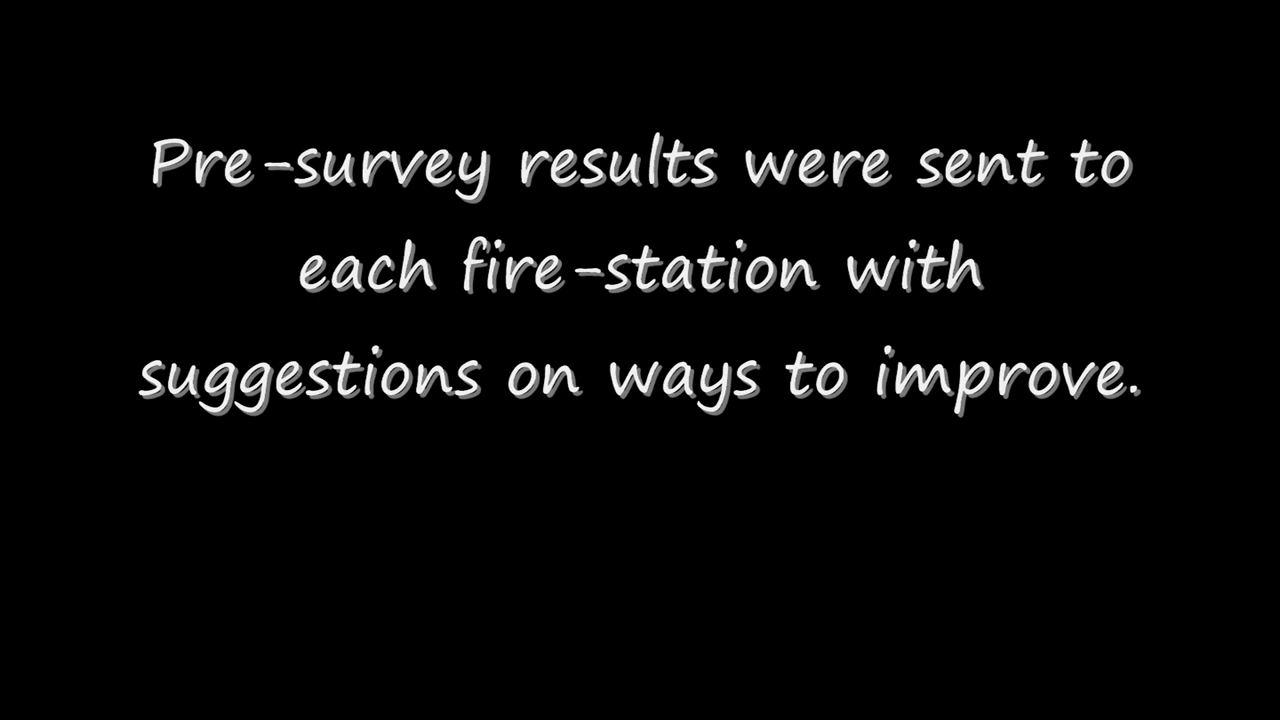 Pre-survey results were sent to
each fire-station with
suggestions on ways to improve.